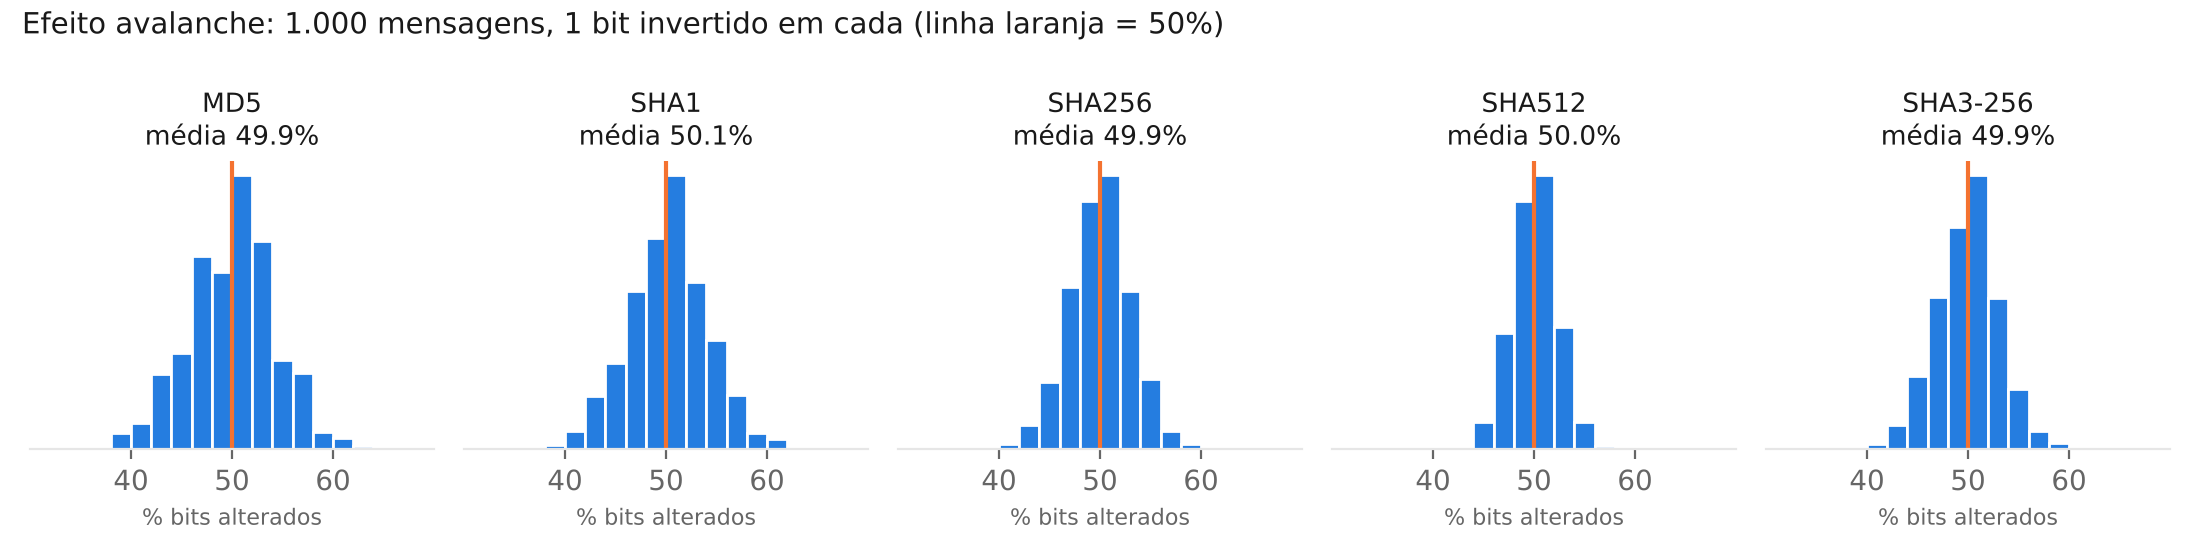 Efeito avalanche: 1.000 mensagens, 1 bit invertido em cada (linha laranja = 50%)
MD5
média 49.9%
40 50 60
% bits alterados
SHA1
média 50.1%
40 50 60
% bits alterados
SHA256
média 49.9%
40 50 60
% bits alterados
SHA512
média 50.0%
40 50 60
% bits alterados
SHA3-256
média 49.9%
40 50 60
% bits alterados